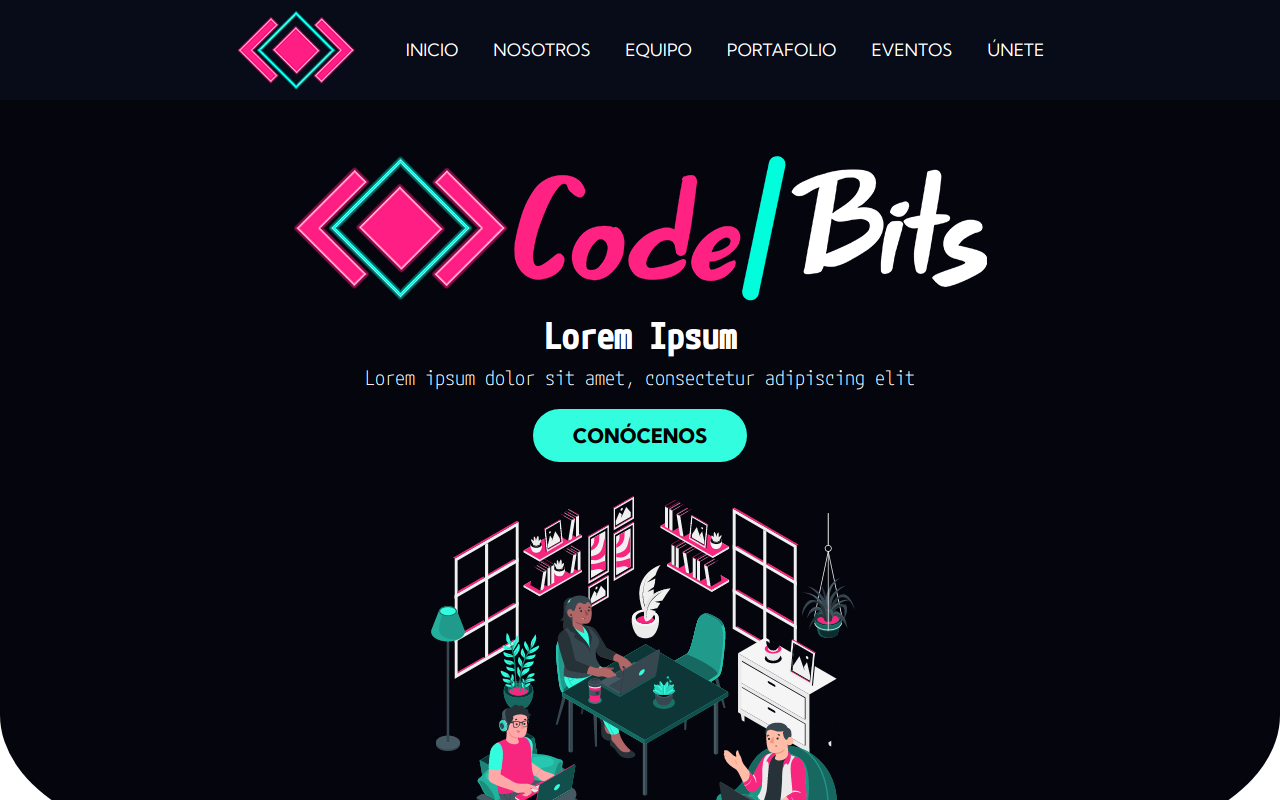 INICIO NOSOTROS EQUIPO PORTAFOLIO EVENTOS ÚNETE
Code/Bits
Lorem Ipsum
Lorem ipsum dolor sit amet, consectetur adipiscing elit
CONÓCENOS